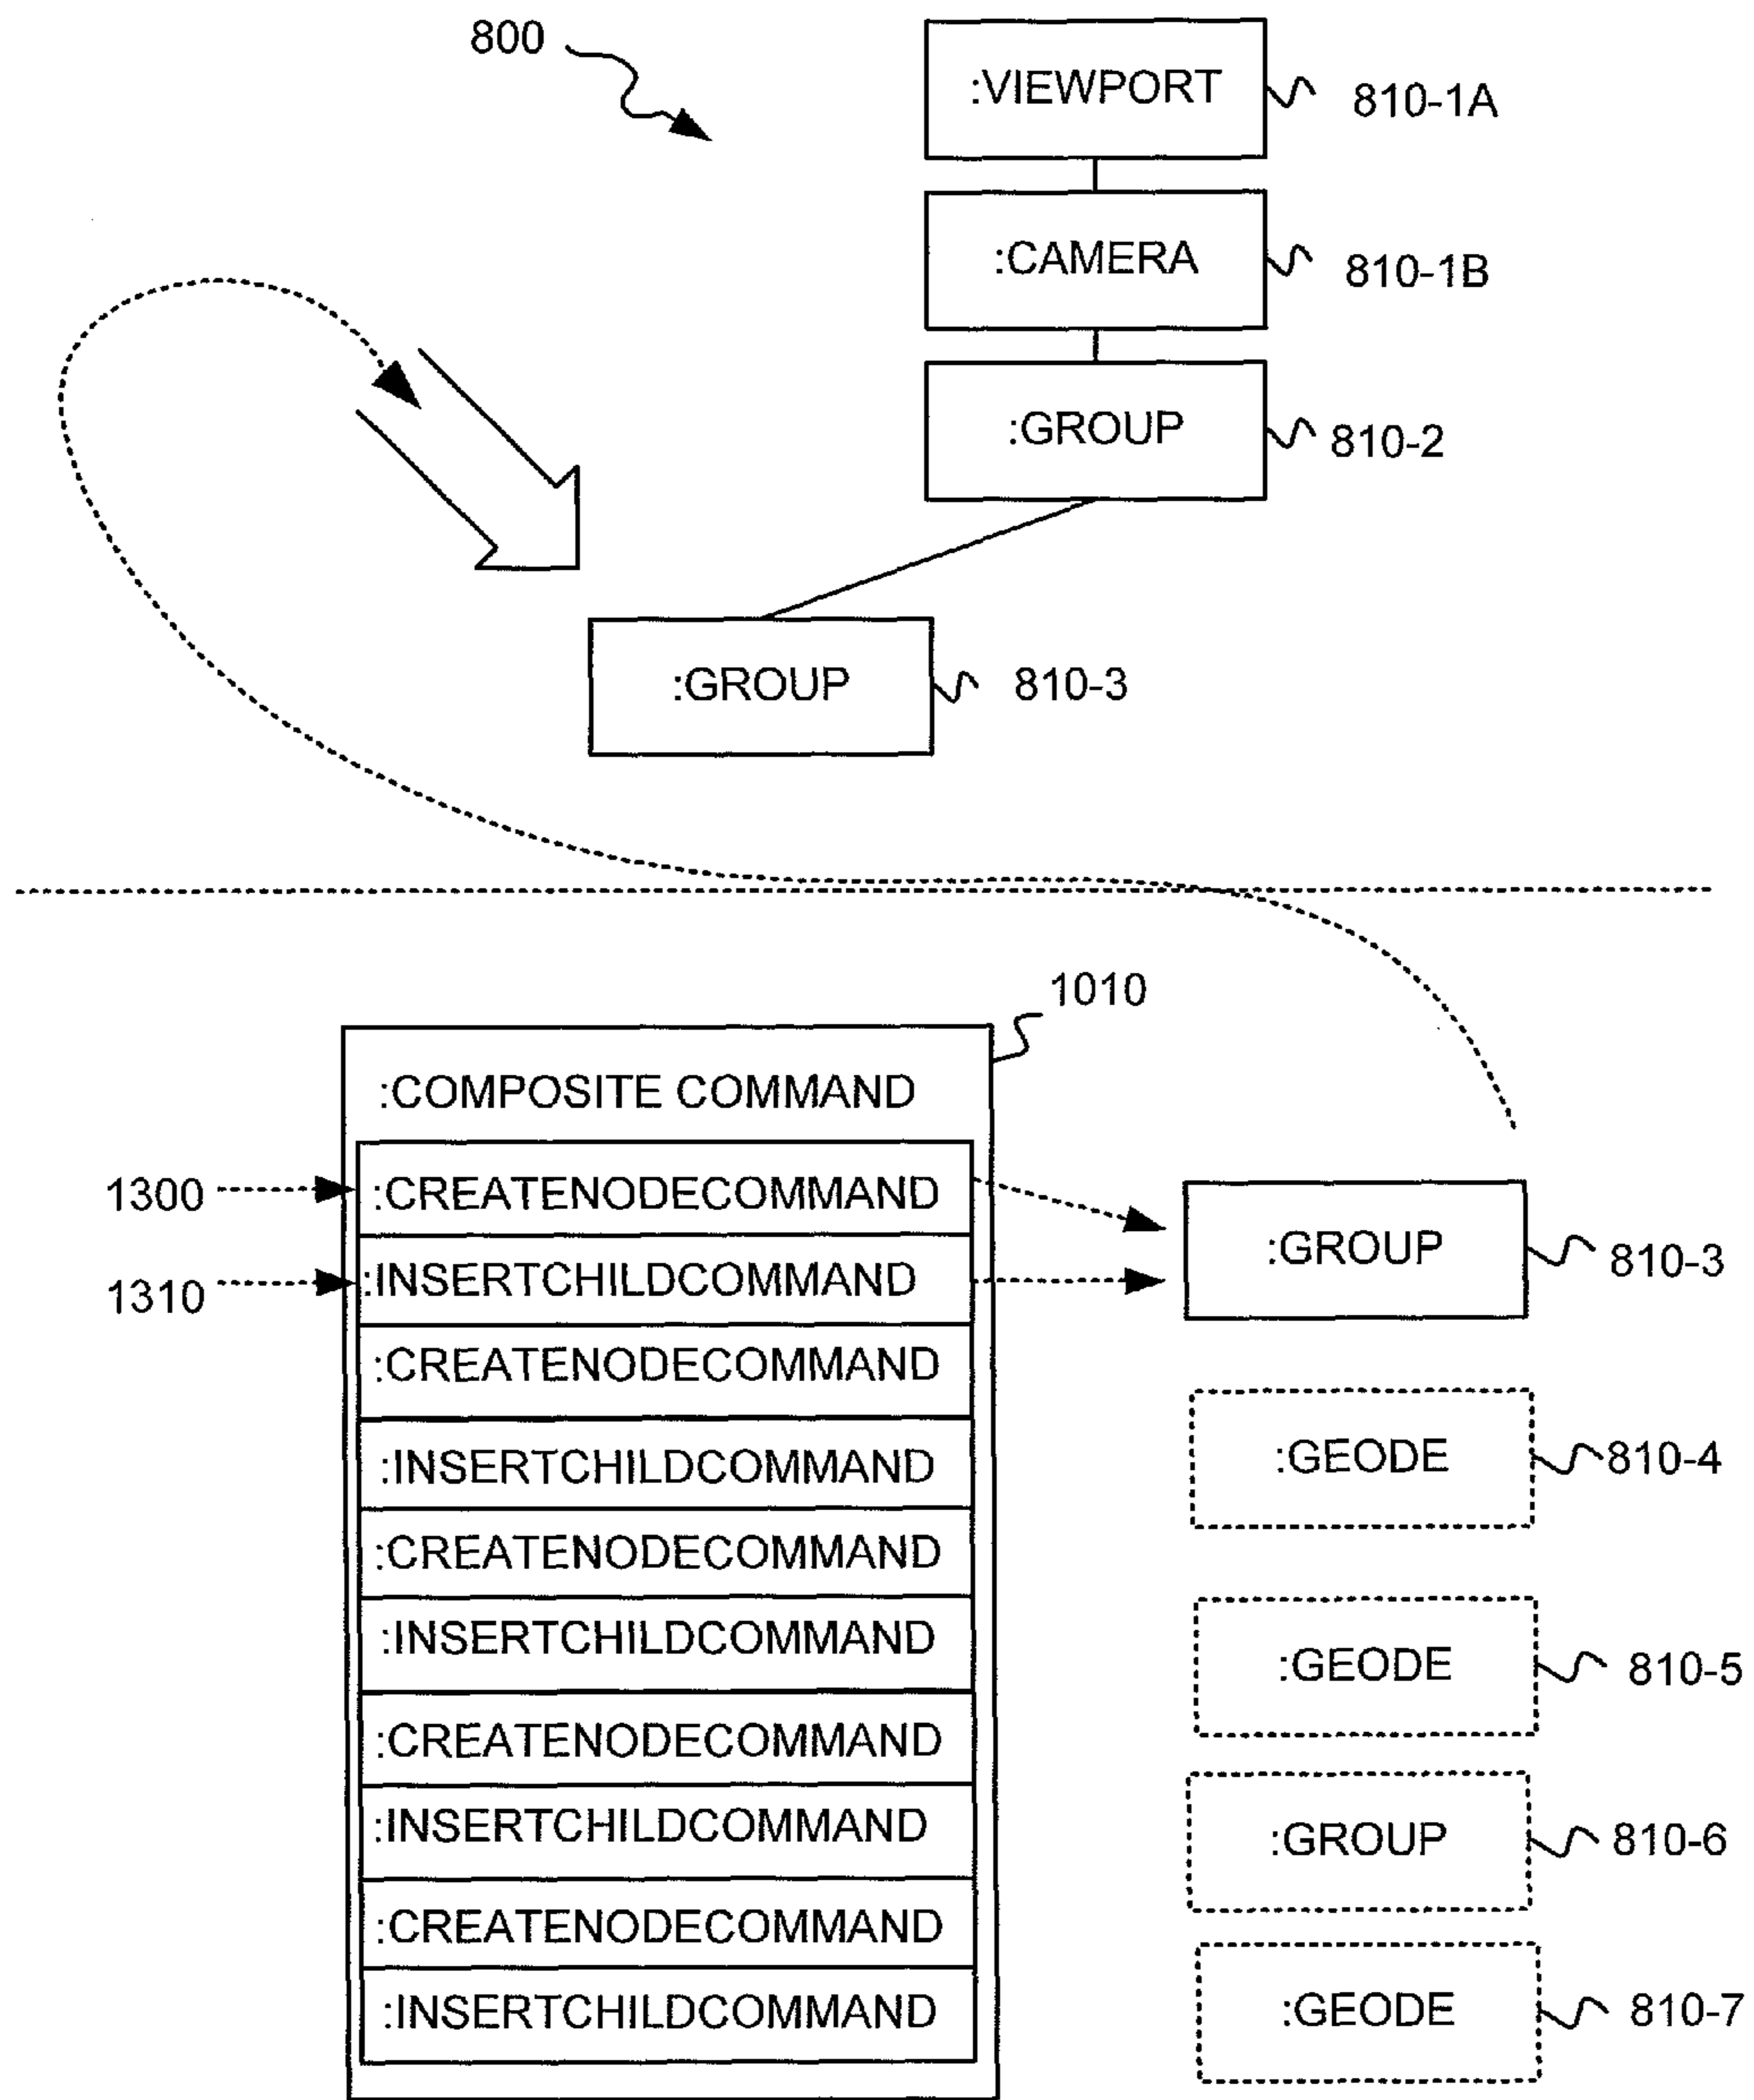 800
:VIEWPORT
810-1A
:CAMERA
810-1B
:GROUP
810-2
:GROUP
810-3
1010
:COMPOSITE COMMAND
1300
:CREATENODECOMMAND
1310
:INSERTCHILDCOMMAND
:CREATENODECOMMAND
:INSERTCHILDCOMMAND
:CREATENODECOMMAND
:INSERTCHILDCOMMAND
:CREATENODECOMMAND
:INSERTCHILDCOMMAND
:CREATENODECOMMAND
:INSERTCHILDCOMMAND
:GROUP
810-3
:GEODE
810-4
:GEODE
810-5
:GROUP
810-6
:GEODE
810-7